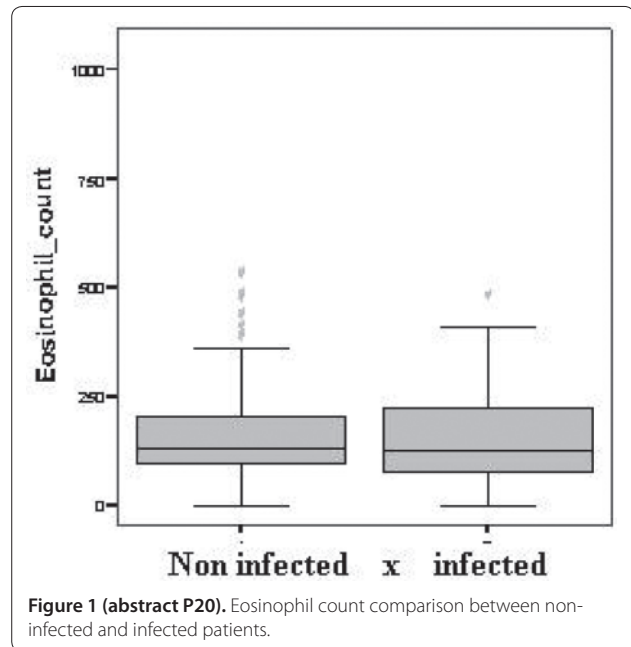 1000
750
500
250
0
Eosinophil_count
Non infected x infected
Figure 1 (abstract P20). Eosinophil count comparison between non-
infected and infected patients.